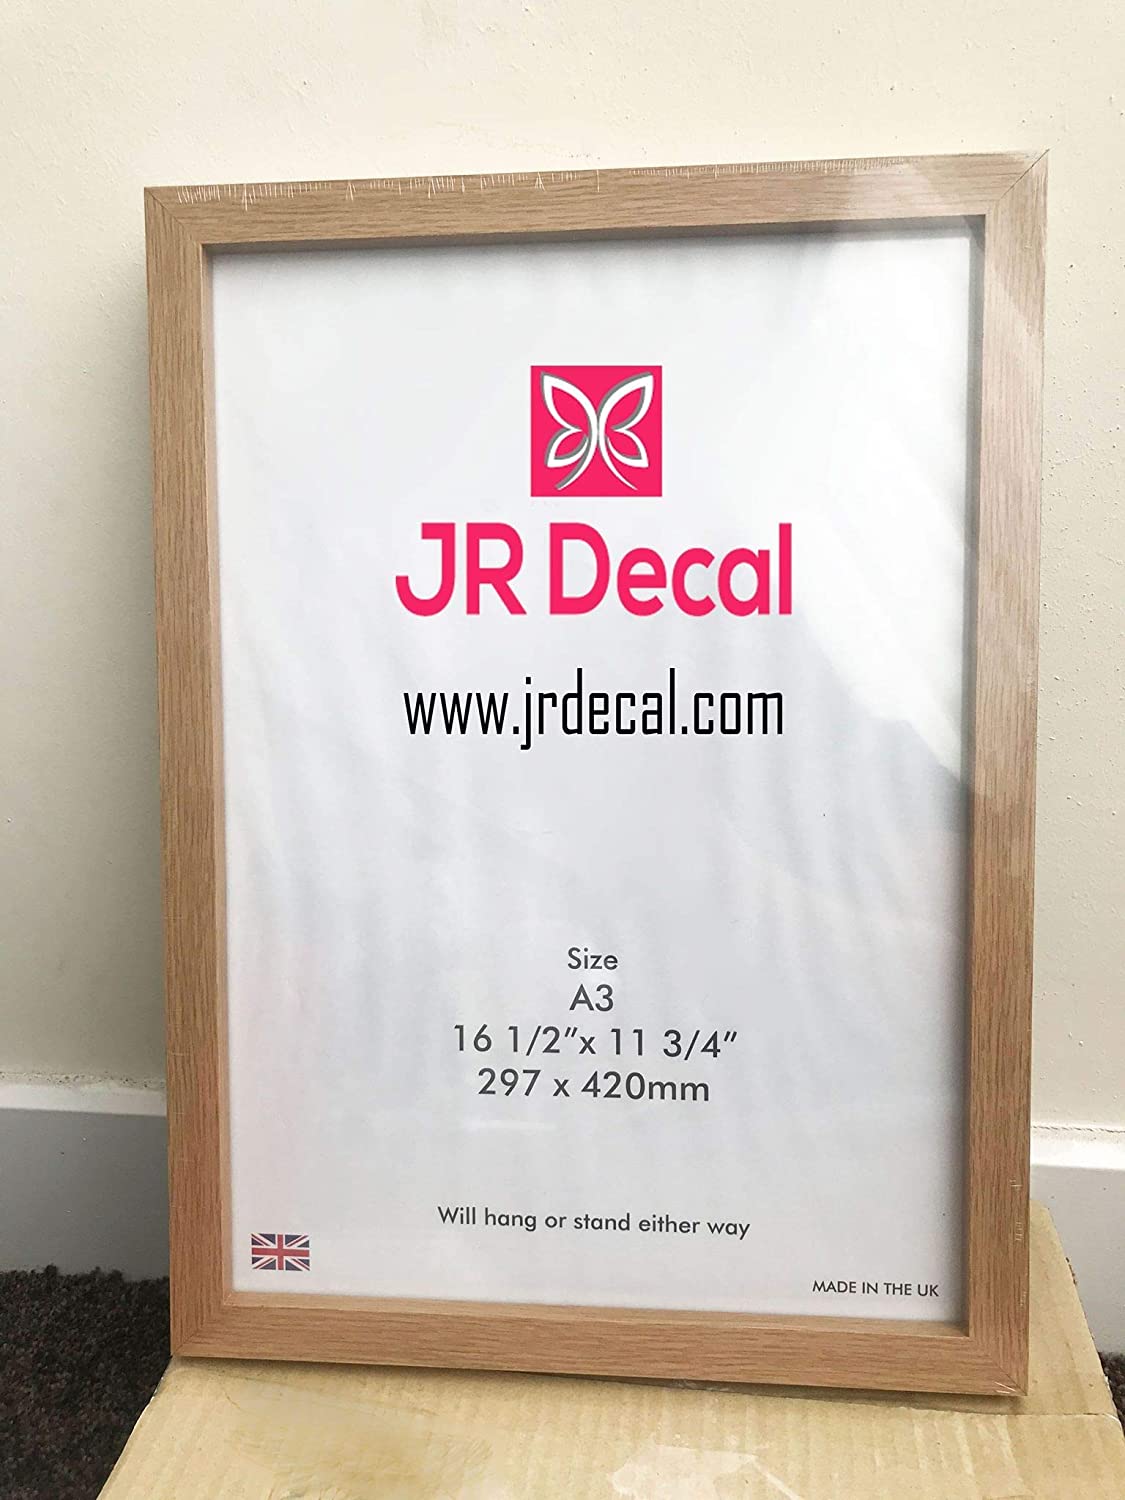 JR Decal
www.jrdecal.com
Size
A3
16 1/2”x 11 3/4”
297 x 420mm
Will hang or stand either way
MADE IN THE UK